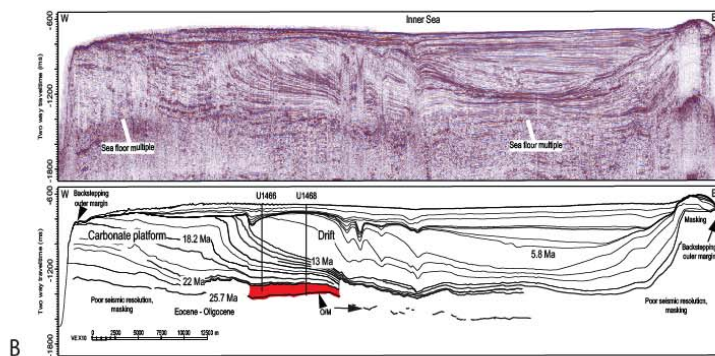 W
Inner Sea
E
-600
-1200
-1800
Two way traveltime (ms)
Sea floor multiple
Sea floor multiple
W
Backstepping
outer margin
U1466
U1468
E
-600
-1200
-1800
Two way traveltime (ms)
Carbonate platform
18.2 Ma
Drift
13 Ma
5.8 Ma
Masking
Backstepping
outer margin
22 Ma
25.7 Ma
Poor seismic resolution,
masking
Eocene - Oligocene
O/M
Poor seismic resolution,
masking
VE X10
0 2500 5000 7500 10000 12500 m
B